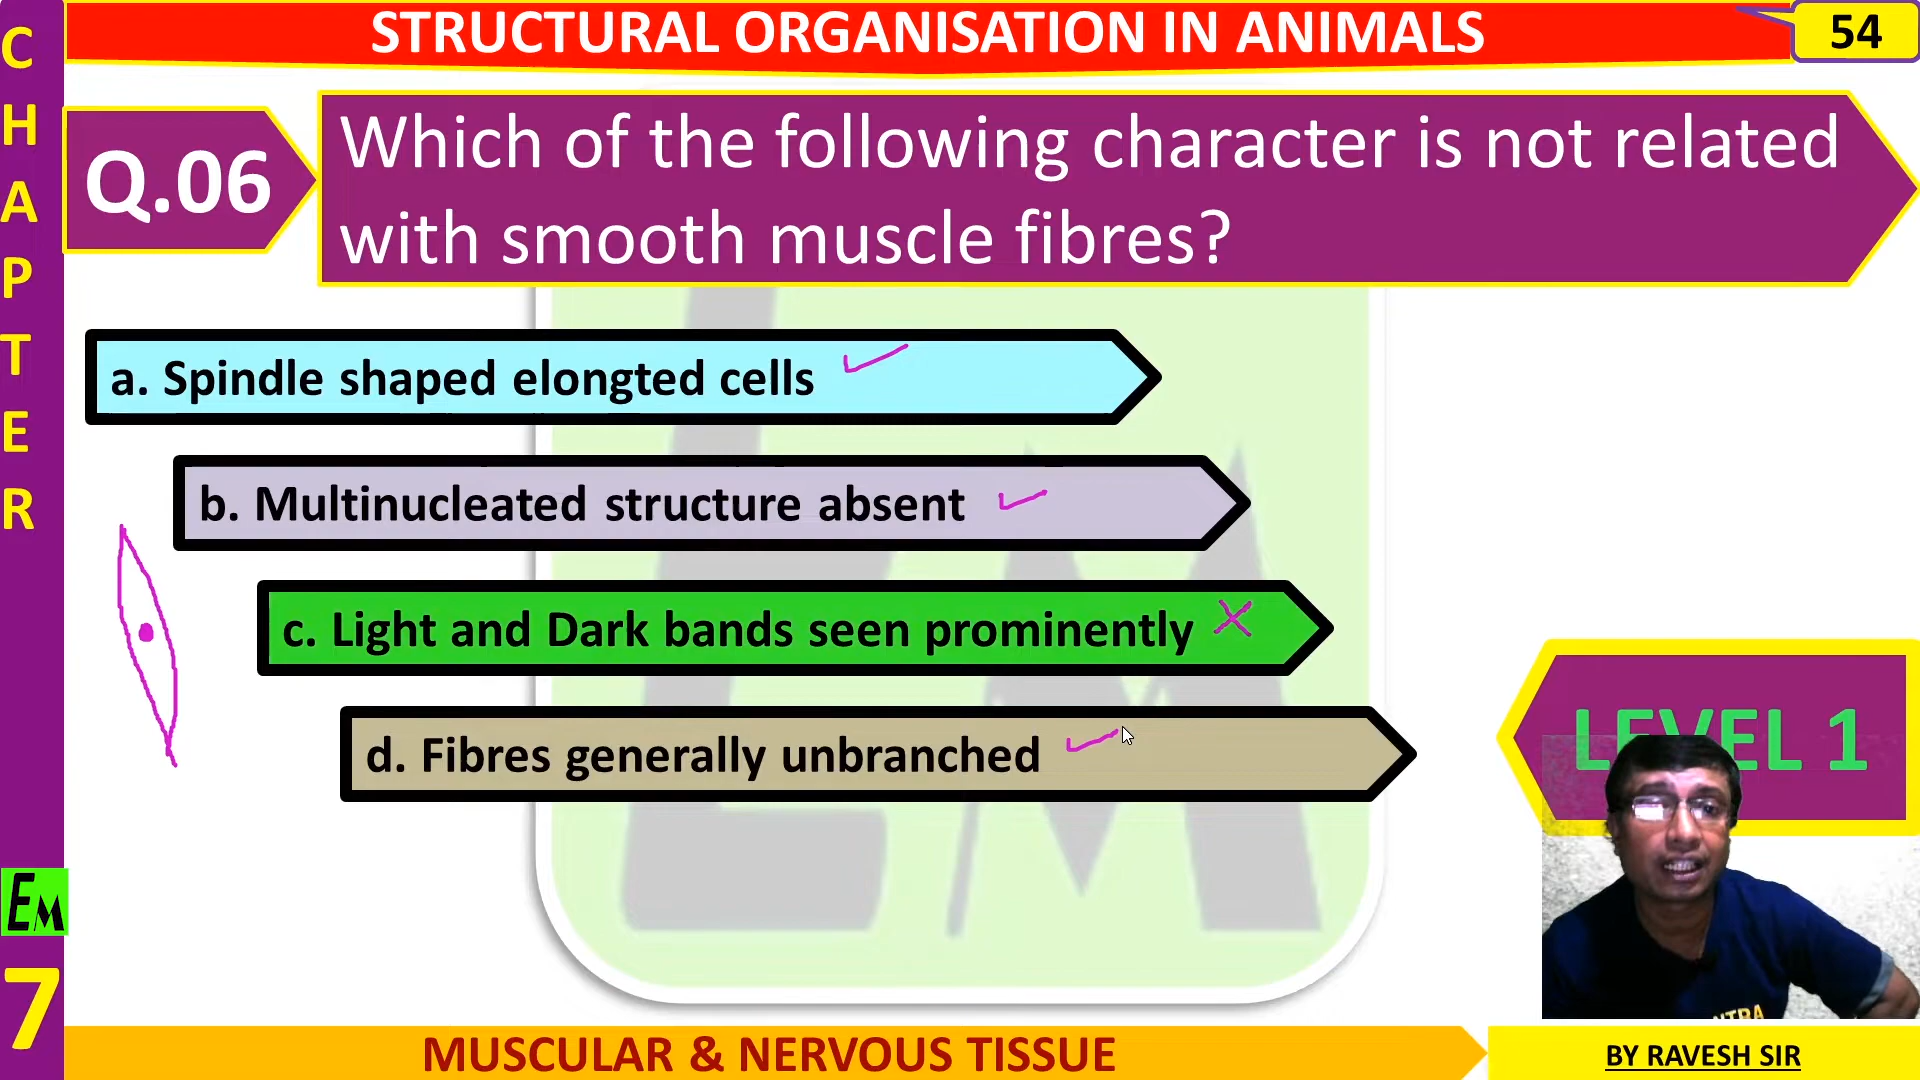 STRUCTURAL ORGANISATION IN ANIMALS
54
CHAPTER
Q.06
Which of the following character is not related
with smooth muscle fibres?
a. Spindle shaped elongted cells
b. Multinucleated structure absent
c. Light and Dark bands seen prominently
d. Fibres generally unbranched
LEVEL 1
EM
7
MUSCULAR & NERVOUS TISSUE
BY RAVESH SIR